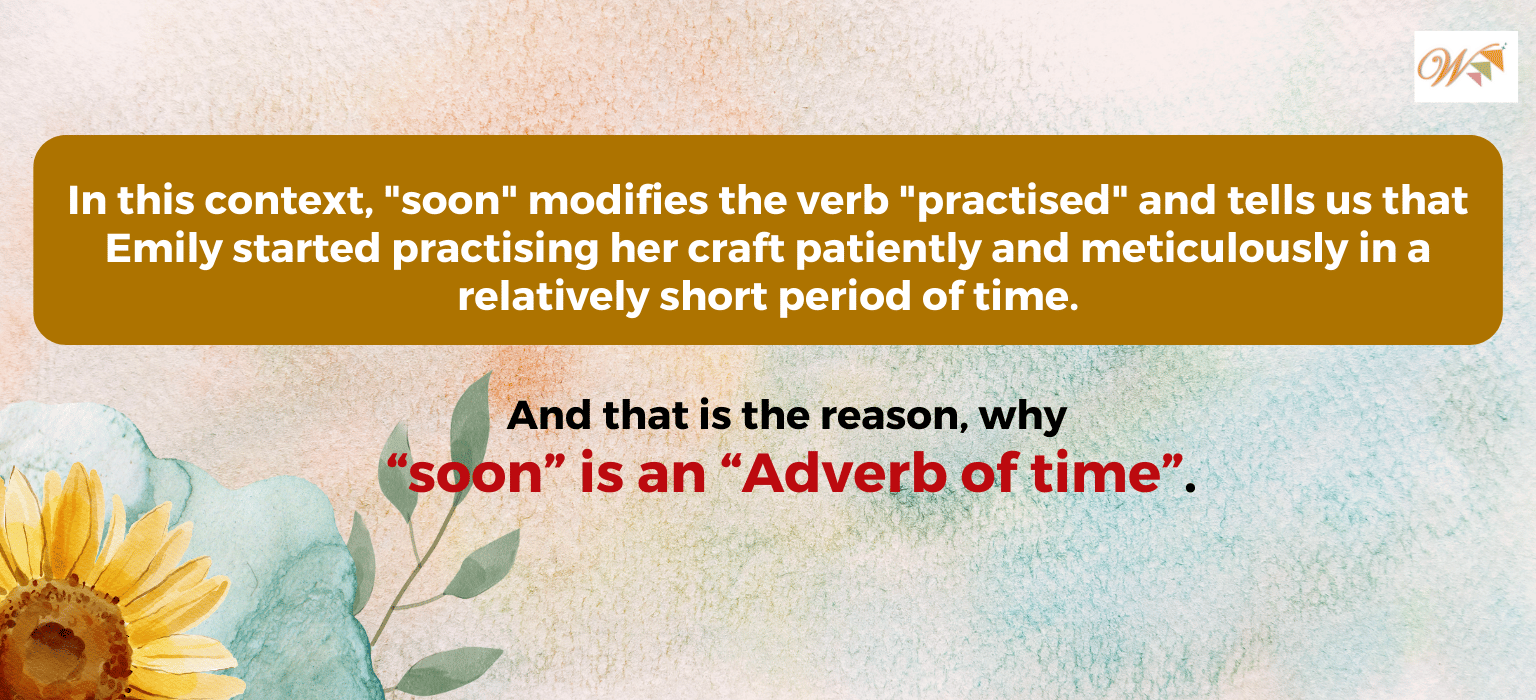 W
In this context, "soon" modifies the verb "practised" and tells us that
Emily started practising her craft patiently and meticulously in a
relatively short period of time.
And that is the reason, why
“soon” is an “Adverb of time”.